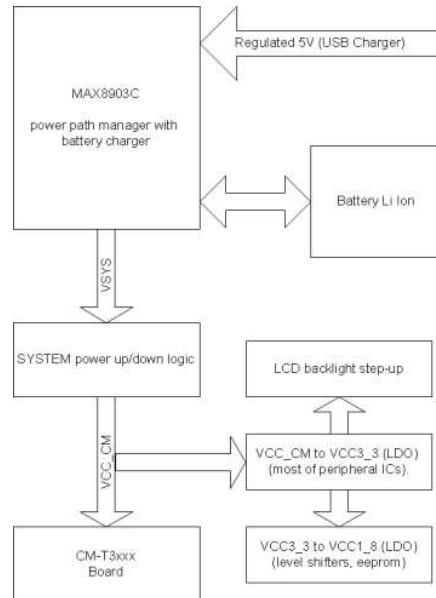 Regulated 5V (USB Charger)
MAX8903C
power path manager with
battery charger
Battery Li Ion
VSYS
SYSTEM power up/down logic
LCD backlight step-up
VCC_CM
VCC_CM to VCC3_3 (LDO)
(most of peripheral ICs).
CM-T3xxx
Board
VCC3_3 to VCC1_8 (LDO)
(level shifters, eeprom)